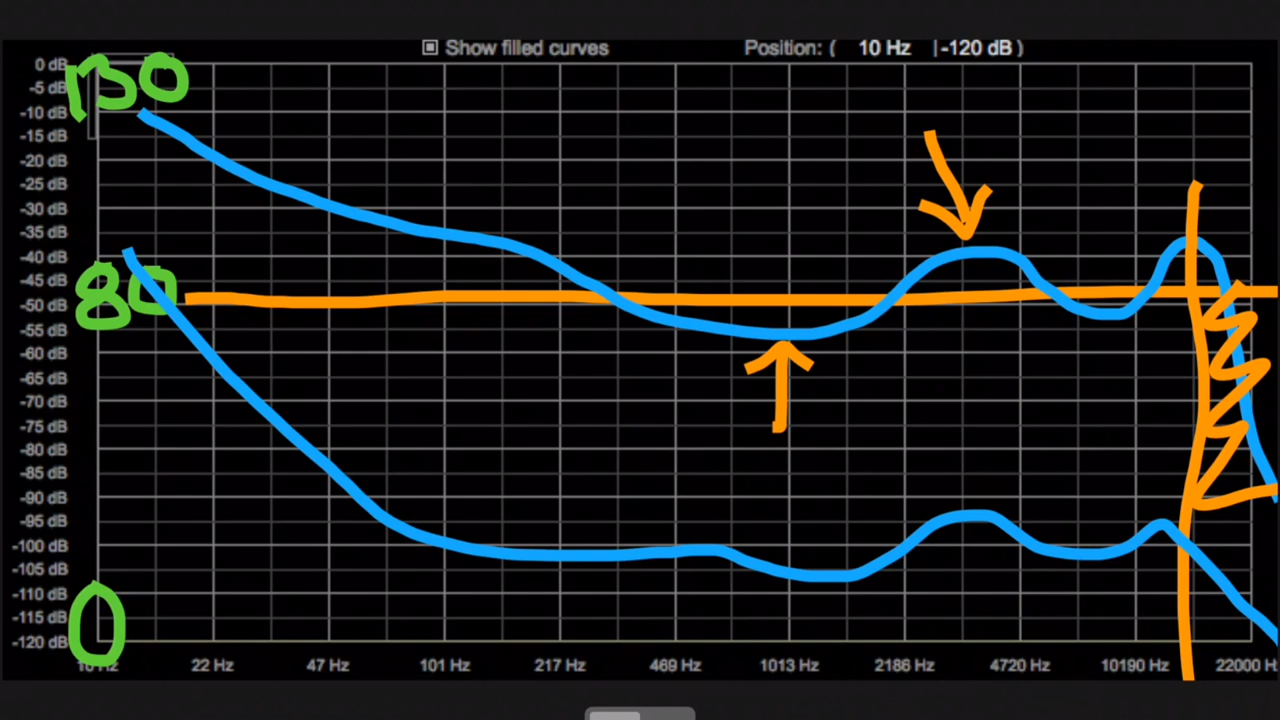 Show filled curves Position: ( 10 Hz |-120 dB )
0 dB
-5 dB
-10 dB
-15 dB
-20 dB
-25 dB
-30 dB
-35 dB
-40 dB
-45 dB
-50 dB
-55 dB
-60 dB
-65 dB
-70 dB
-75 dB
-80 dB
-85 dB
-90 dB
-95 dB
-100 dB
-105 dB
-110 dB
-115 dB
-120 dB
130
80
0
10 Hz 22 Hz 47 Hz 101 Hz 217 Hz 469 Hz 1013 Hz 2186 Hz 4720 Hz 10190 Hz 22000 H